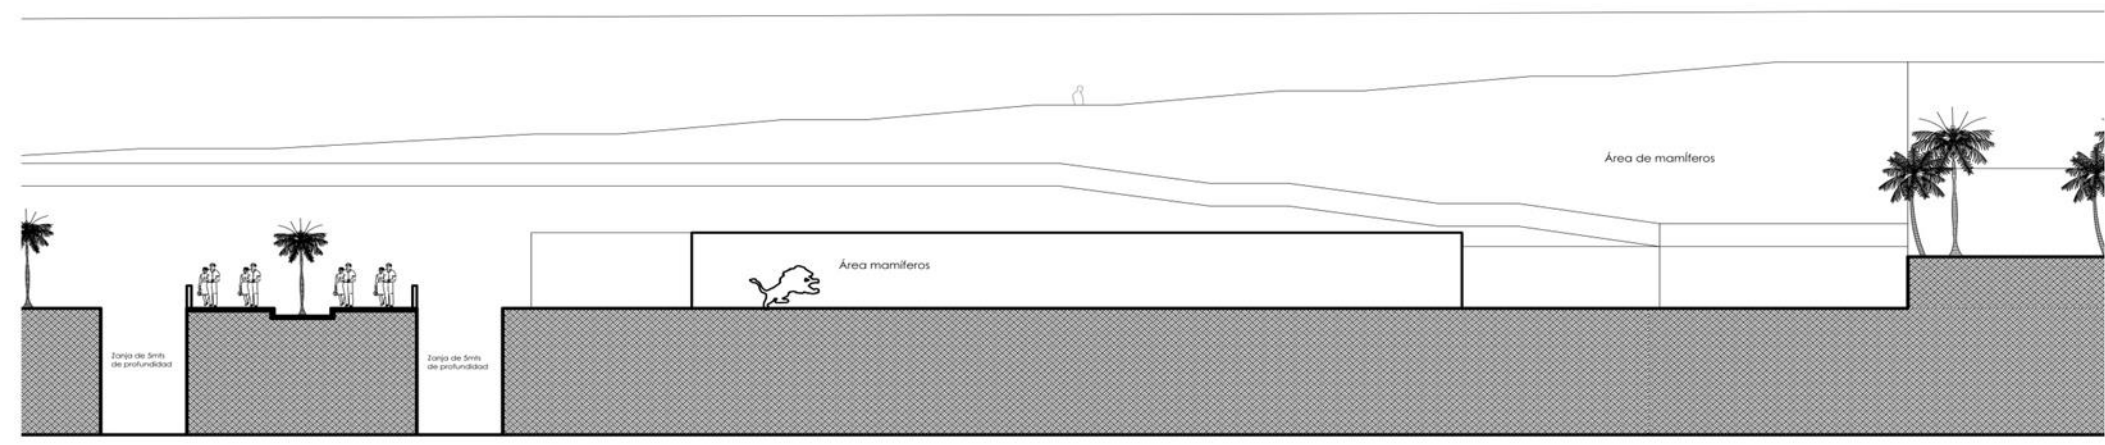 Área de mamíferos
Área mamíferos
Zanja de 5mts
de profundidad
Zanja de 5mts
de profundidad